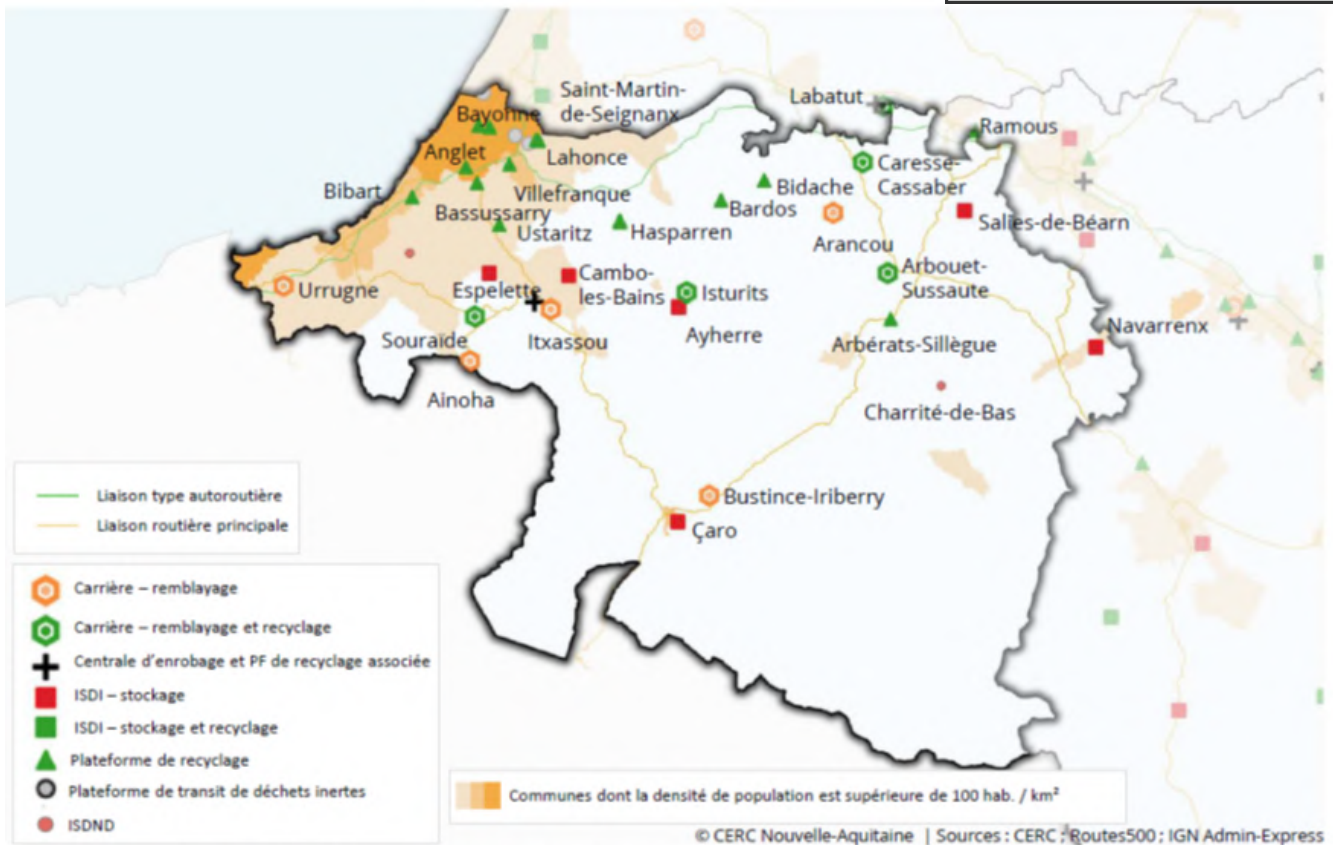 Saint-Martin-
de-Seignanx
Labatut
Bayonne
Ramous
Anglet
Lahonce
Caresse-
Cassaber
Bibart
Villefranque
Bidache
Bassussarry
Bardos
Salies-de-Béarn
Ustaritz
Hasparren
Arancou
Urrugne
Espelette
Cambo-
les-Bains
Isturits
Arbouet-
Sussaute
Souraïde
Itxassou
Ayherre
Arbérats-Sillègue
Navarrenx
Ainoha
Charrité-de-Bas
Bustince-Iriberry
Çaro
Liaison type autoroutière
Liaison routière principale
Carrière – remblayage
Carrière – remblayage et recyclage
Centrale d'enrobage et PF de recyclage associée
ISDI – stockage
ISDI – stockage et recyclage
Plateforme de recyclage
Plateforme de transit de déchets inertes
ISDND
Communes dont la densité de population est supérieure de 100 hab. / km²
© CERC Nouvelle-Aquitaine | Sources : CERC ; Routes500 ; IGN Admin-Express